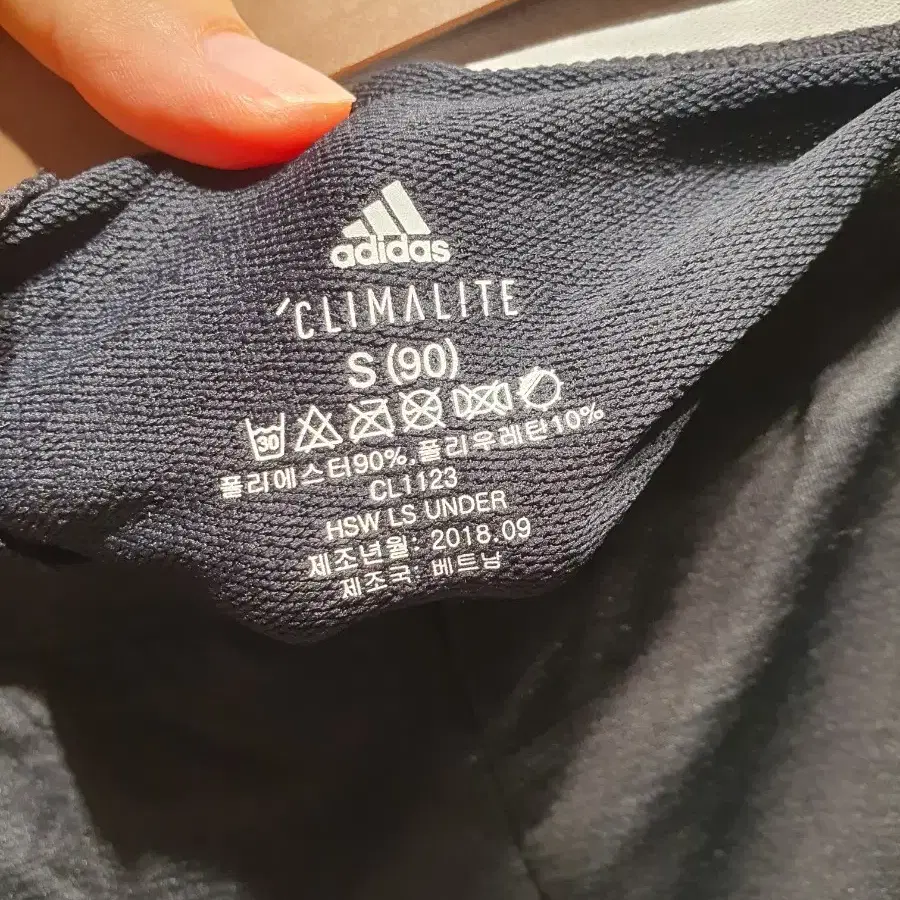 adidas
CLIMALITE
S (90)
30
폴리에스터90%,폴리우레탄10%
CL1123
HSW LS UNDER
제조년월: 2018.09
제조국: 베트남